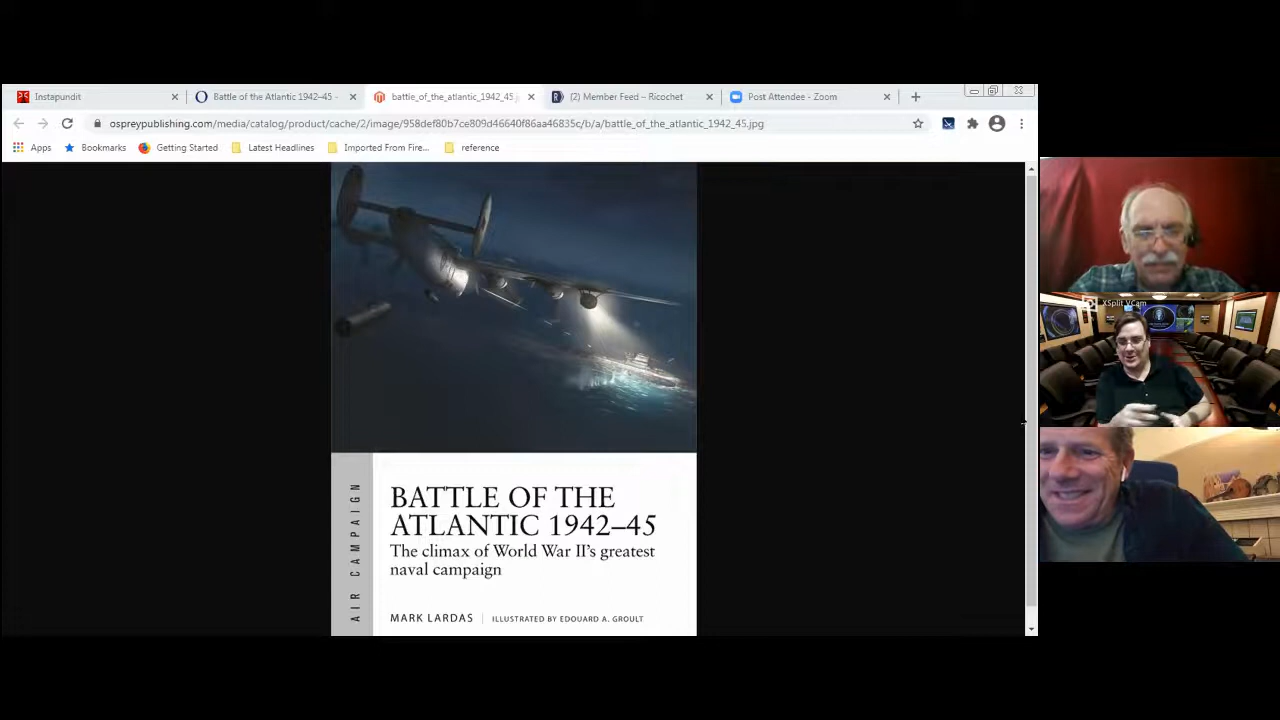 Instapundit
Battle of the Atlantic 1942–45 -
battle_of_the_atlantic_1942_45.j
(2) Member Feed – Ricochet
Post Attendee - Zoom
ospreypublishing.com/media/catalog/product/cache/2/image/958def80b7ce809d46640f86aa46835c/b/a/battle_of_the_atlantic_1942_45.jpg
Apps
Bookmarks
Getting Started
Latest Headlines
Imported From Fire...
reference
XSplit VCam
AIR CAMPAIGN
BATTLE OF THE
ATLANTIC 1942–45
The climax of World War II's greatest
naval campaign
MARK LARDAS
ILLUSTRATED BY EDOUARD A. GROULT